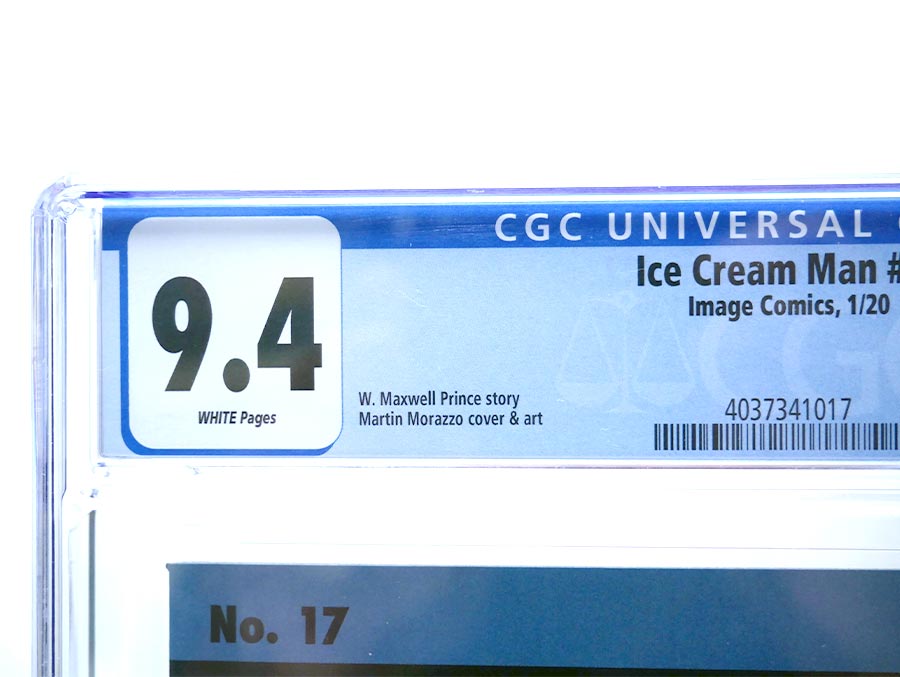 CGC UNIVERSAL
9.4
WHITE Pages
Ice Cream Man #
Image Comics, 1/20
W. Maxwell Prince story
Martin Morazzo cover & art
CGC
4037341017
No. 17